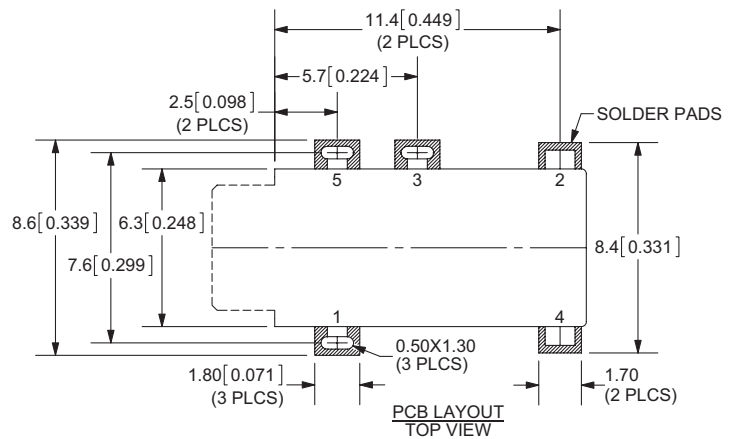 11.4[0.449]
(2 PLCS)
5.7[0.224]
2.5[0.098]
(2 PLCS)
SOLDER PADS
5
3
2
8.6[0.339]
6.3[0.248]
7.6[0.299]
8.4[0.331]
1
4
0.50X1.30
(3 PLCS)
1.80[0.071]
(3 PLCS)
1.70
(2 PLCS)
PCB LAYOUT
TOP VIEW